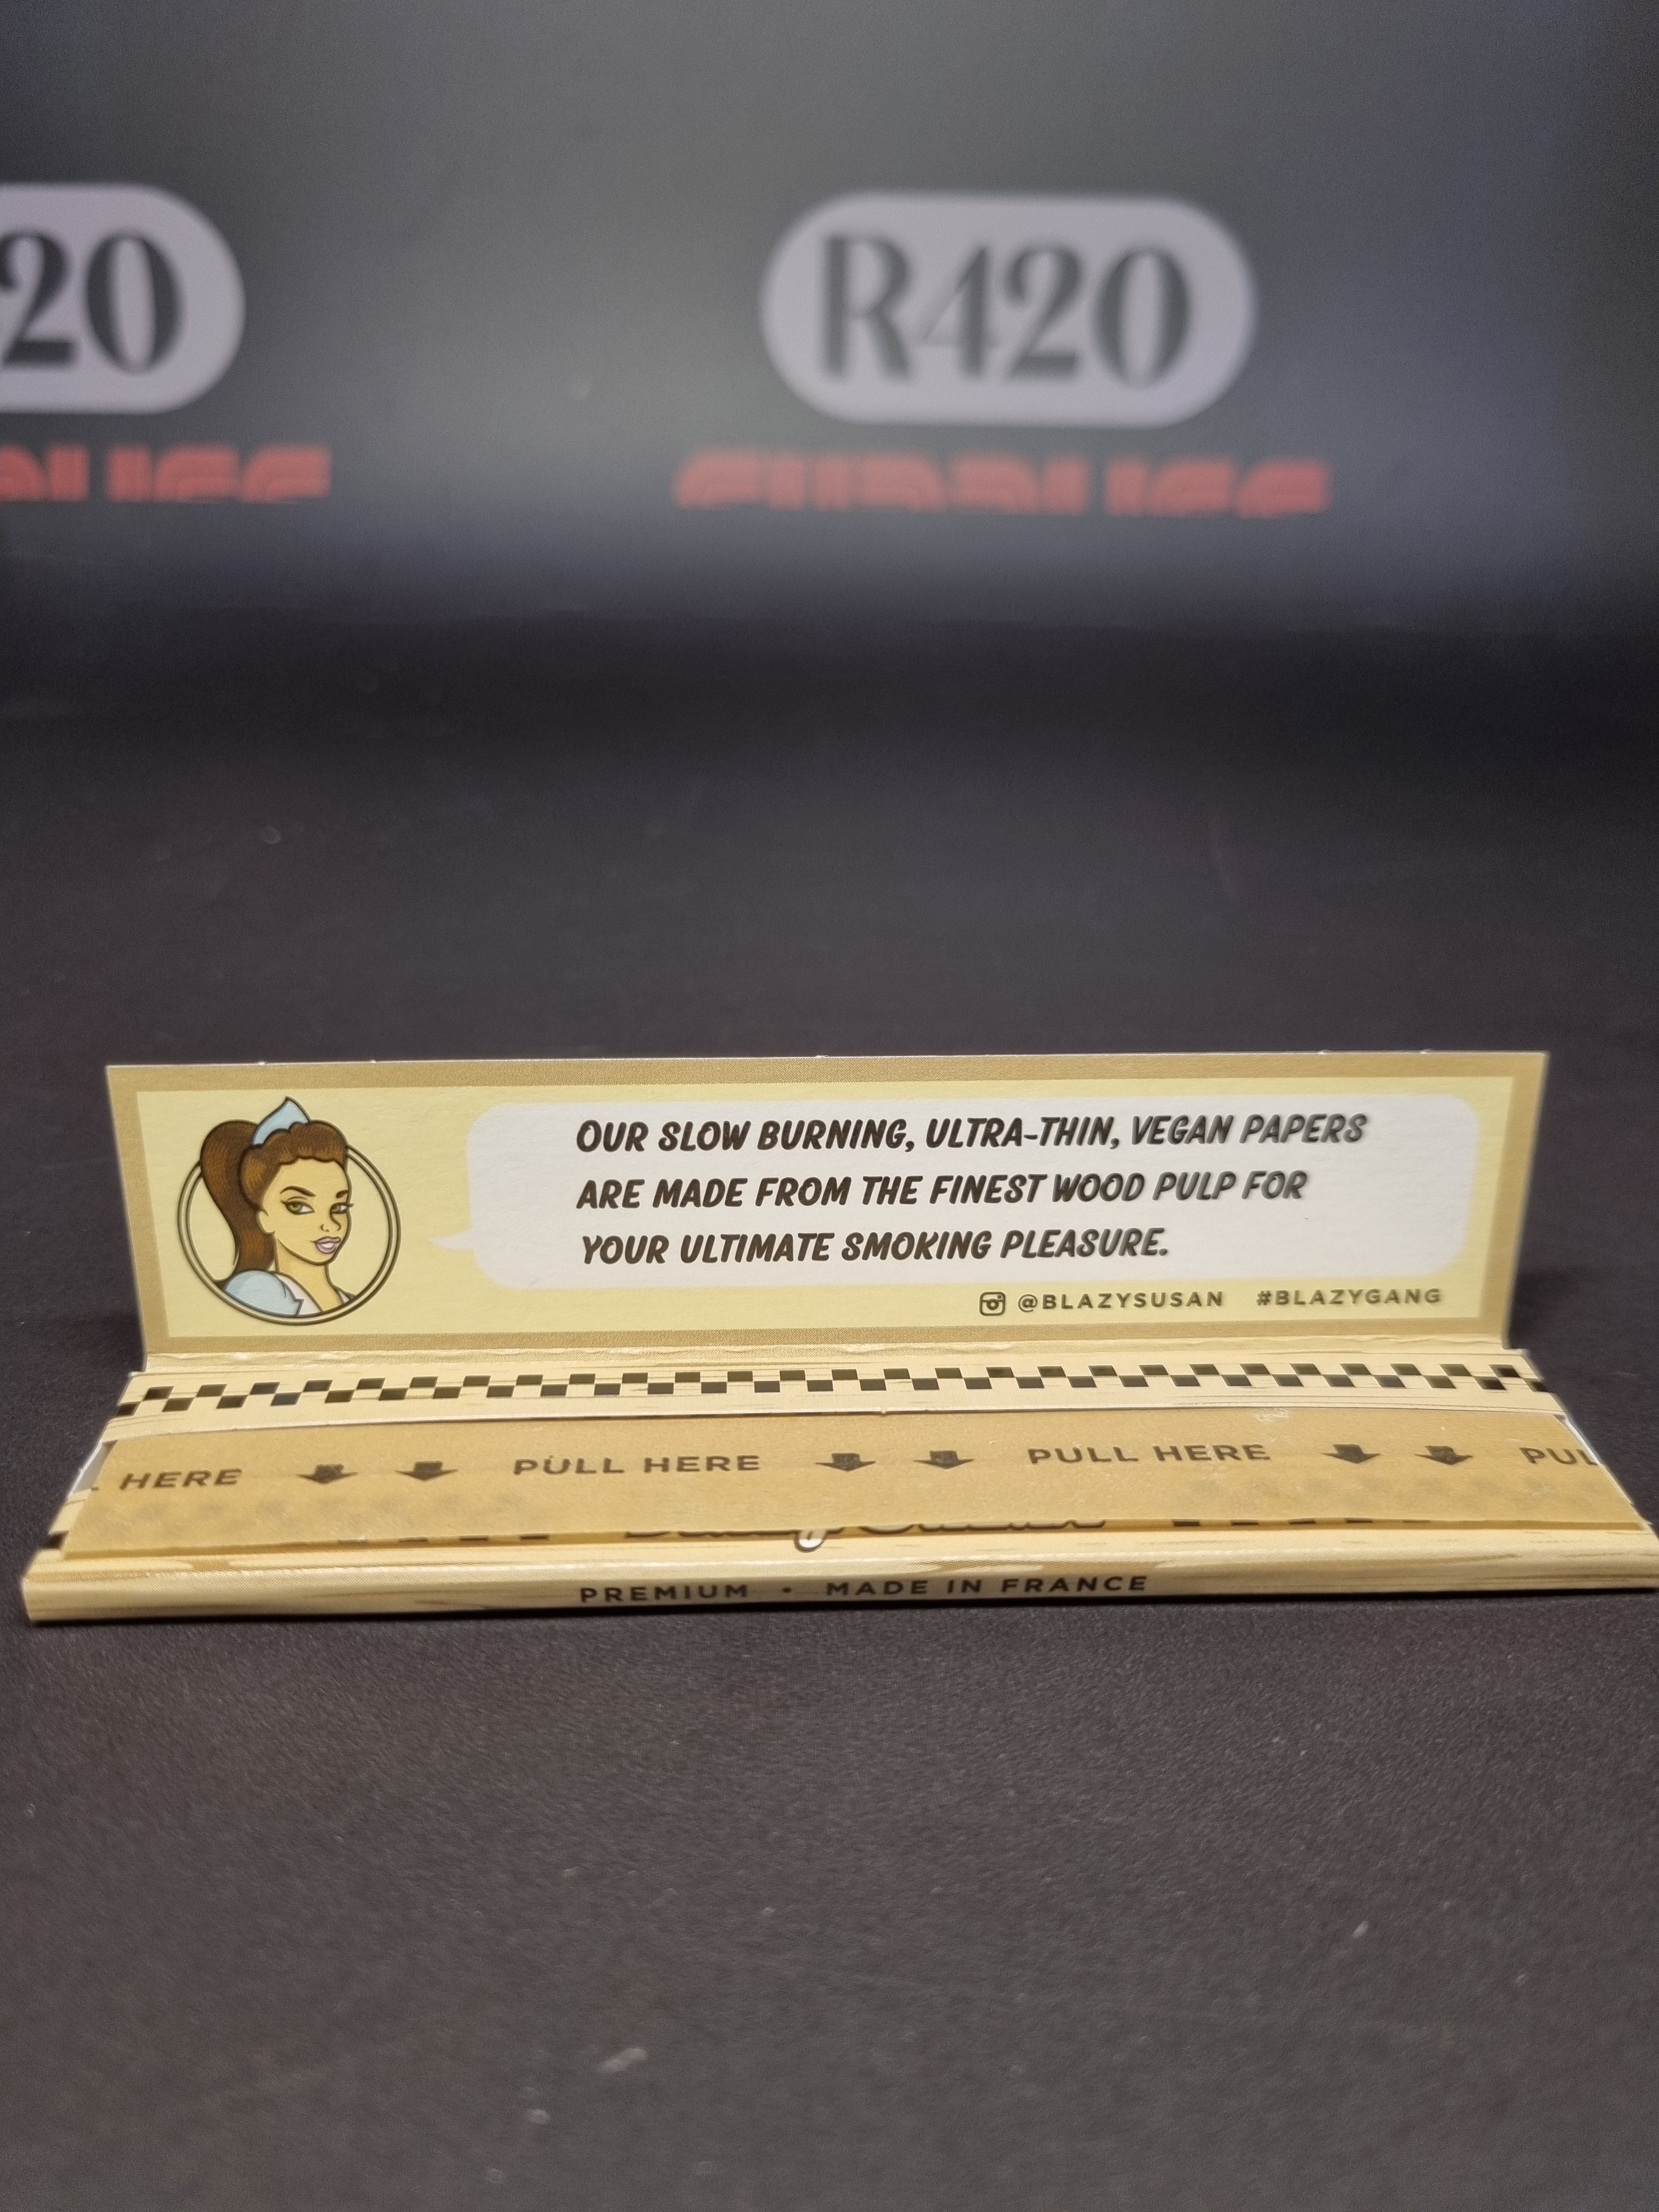 20
R420
OUR SLOW BURNING, ULTRA-THIN, VEGAN PAPERS
ARE MADE FROM THE FINEST WOOD PULP FOR
YOUR ULTIMATE SMOKING PLEASURE.
@BLAZYSUSAN #BLAZYGANG
HERE PULL HERE PULL HERE PUL
PREMIUM • MADE IN FRANCE